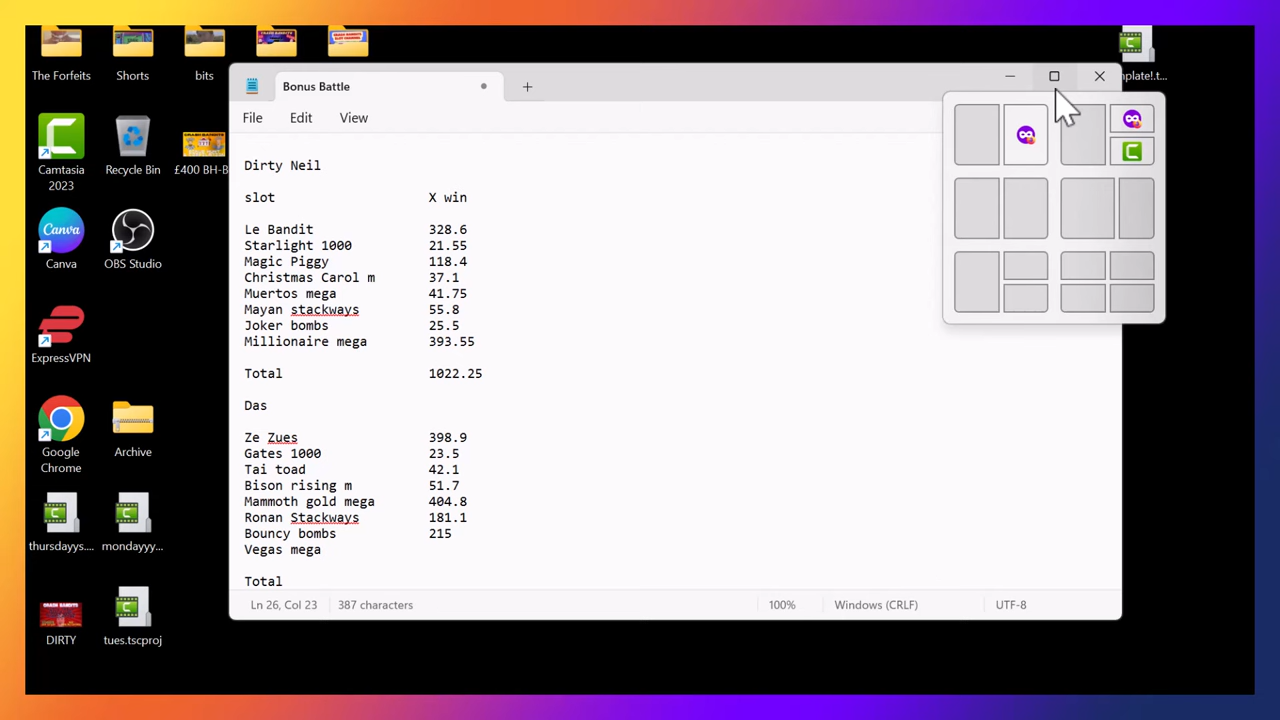 The Forfeits
Shorts
bits
mplate!.t...
Camtasia
2023
Recycle Bin
£400 BH-B
Canva
OBS Studio
ExpressVPN
Google
Chrome
Archive
thursdayys....
mondayyy...
DIRTY
tues.tscproj
Bonus Battle
File Edit View
Dirty Neil
slot X win
Le Bandit 328.6
Starlight 1000 21.55
Magic Piggy 118.4
Christmas Carol m 37.1
Muertos mega 41.75
Mayan stackways 55.8
Joker bombs 25.5
Millionaire mega 393.55
Total 1022.25
Das
Ze Zues 398.9
Gates 1000 23.5
Tai toad 42.1
Bison rising m 51.7
Mammoth gold mega 404.8
Ronan Stackways 181.1
Bouncy bombs 215
Vegas mega
Total
Ln 26, Col 23 387 characters 100% Windows (CRLF) UTF-8